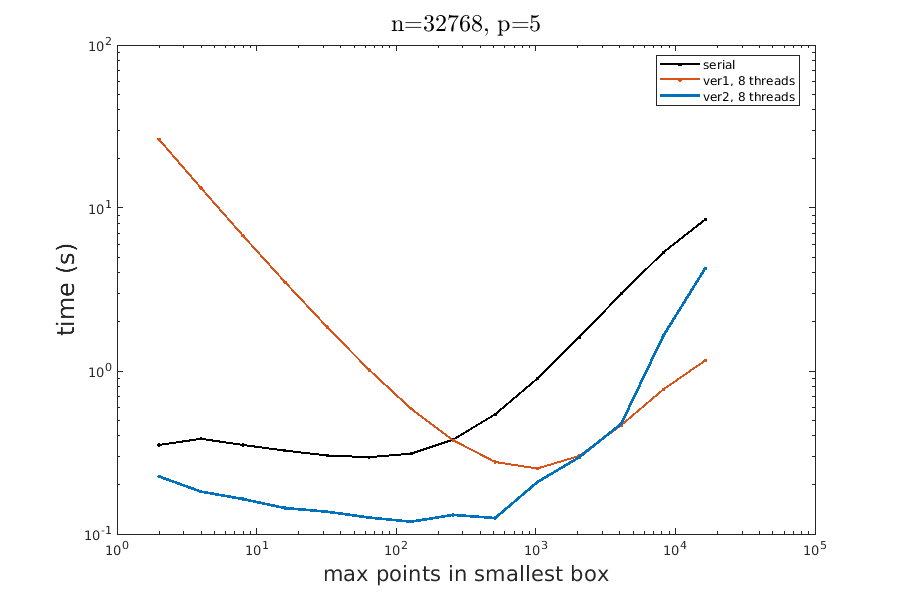 n=32768, p=5
serial
ver1, 8 threads
ver2, 8 threads
10^2
10^1
10^0
10^-1
time (s)
10^0 10^1 10^2 10^3 10^4 10^5
max points in smallest box